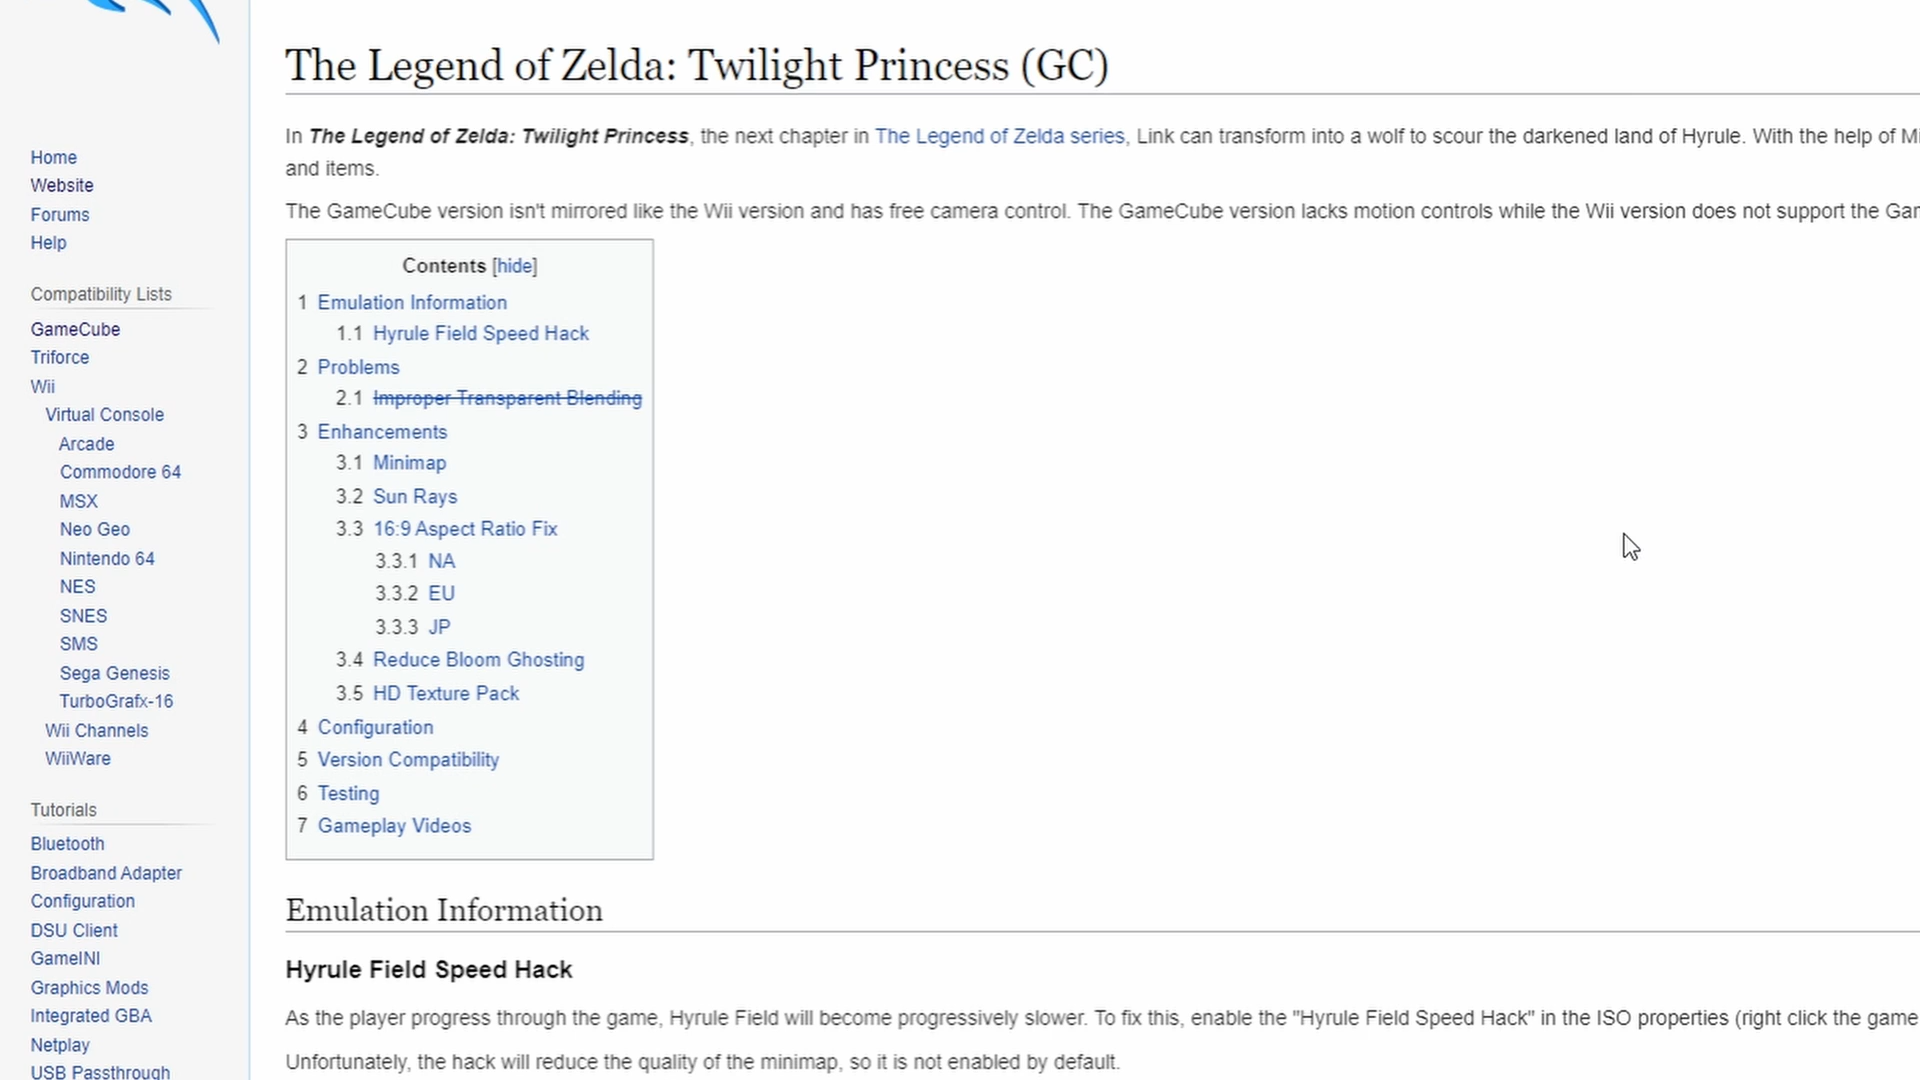 Home
Website
Forums
Help
Compatibility Lists
GameCube
Triforce
Wii
Virtual Console
Arcade
Commodore 64
MSX
Neo Geo
Nintendo 64
NES
SNES
SMS
Sega Genesis
TurboGrafx-16
Wii Channels
WiiWare
Tutorials
Bluetooth
Broadband Adapter
Configuration
DSU Client
GameINI
Graphics Mods
Integrated GBA
Netplay
USB Passthrough
The Legend of Zelda: Twilight Princess (GC)
In The Legend of Zelda: Twilight Princess, the next chapter in The Legend of Zelda series, Link can transform into a wolf to scour the darkened land of Hyrule. With the help of
and items.
The GameCube version isn't mirrored like the Wii version and has free camera control. The GameCube version lacks motion controls while the Wii version does not support the
Contents [hide]
1 Emulation Information
1.1 Hyrule Field Speed Hack
2 Problems
2.1 Improper Transparent Blending
3 Enhancements
3.1 Minimap
3.2 Sun Rays
3.3 16:9 Aspect Ratio Fix
3.3.1 NA
3.3.2 EU
3.3.3 JP
3.4 Reduce Bloom Ghosting
3.5 HD Texture Pack
4 Configuration
5 Version Compatibility
6 Testing
7 Gameplay Videos
Emulation Information
Hyrule Field Speed Hack
As the player progress through the game, Hyrule Field will become progressively slower. To fix this, enable the "Hyrule Field Speed Hack" in the ISO properties (right click the game
Unfortunately, the hack will reduce the quality of the minimap, so it is not enabled by default.